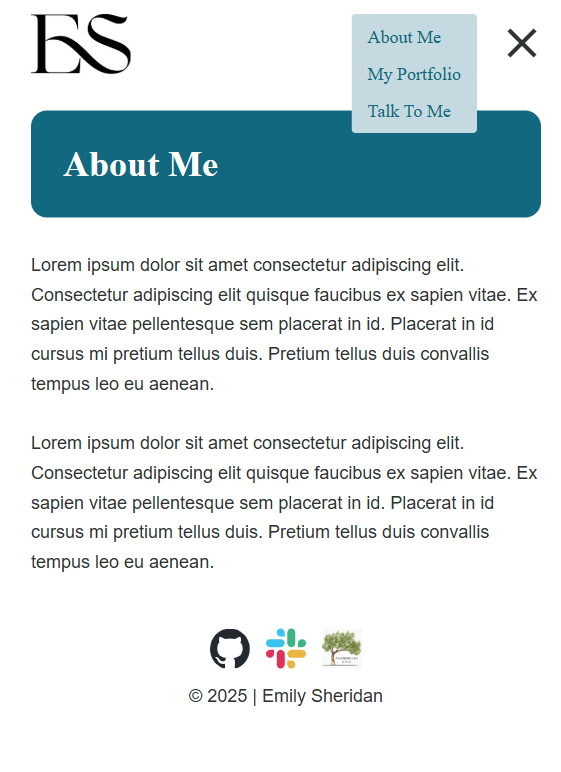 ES
About Me
My Portfolio
Talk To Me
About Me
Lorem ipsum dolor sit amet consectetur adipiscing elit.
Consectetur adipiscing elit quisque faucibus ex sapien vitae. Ex
sapien vitae pellentesque sem placerat in id. Placerat in id
cursus mi pretium tellus duis. Pretium tellus duis convallis
tempus leo eu aenean.
Lorem ipsum dolor sit amet consectetur adipiscing elit.
Consectetur adipiscing elit quisque faucibus ex sapien vitae. Ex
sapien vitae pellentesque sem placerat in id. Placerat in id
cursus mi pretium tellus duis. Pretium tellus duis convallis
tempus leo eu aenean.
© 2025 | Emily Sheridan